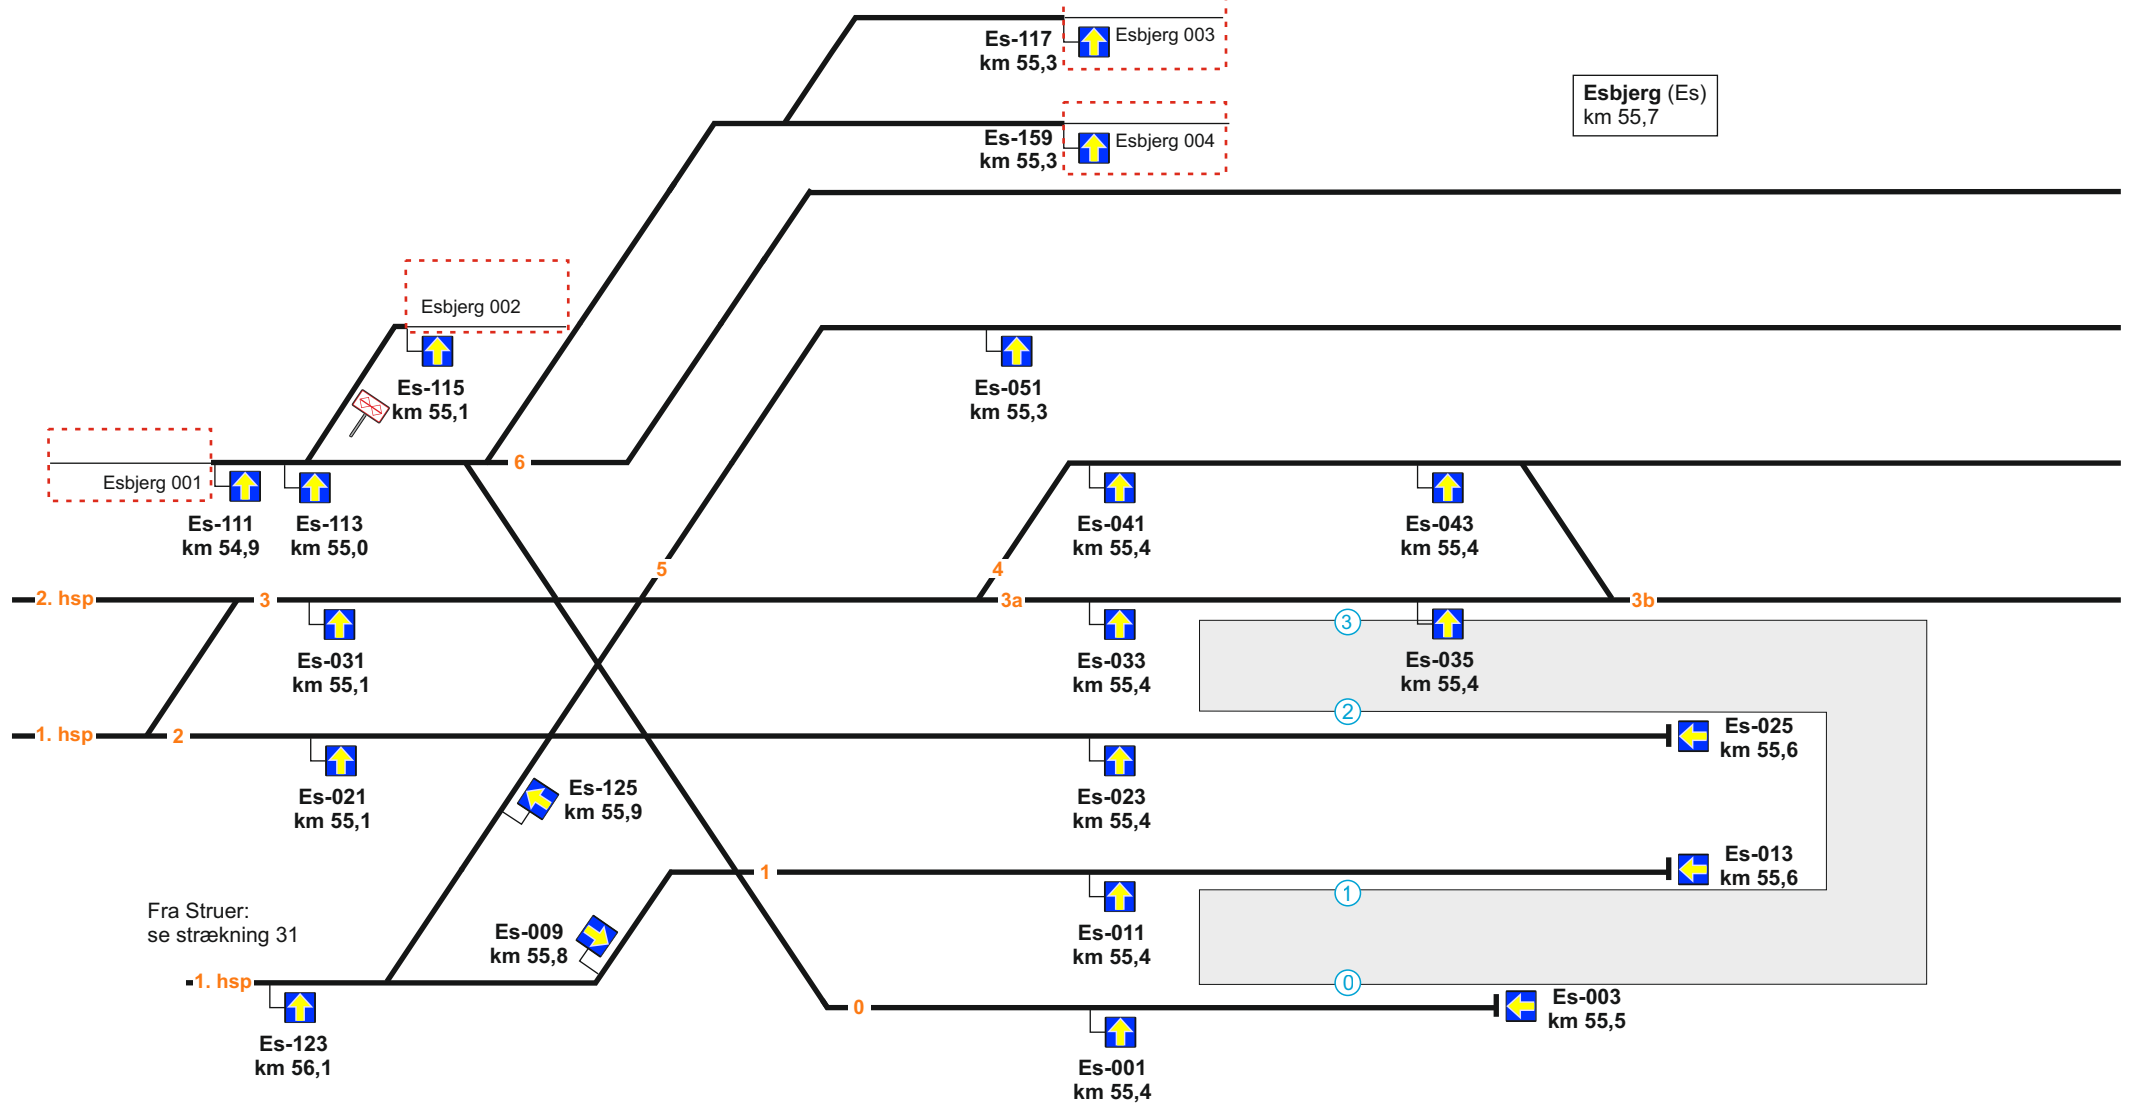 Es-117
km 55,3
Esbjerg 003
Esbjerg (Es)
km 55,7
Es-159
km 55,3
Esbjerg 004
Esbjerg 002
Es-115
km 55,1
Es-051
km 55,3
6
Esbjerg 001
Es-111
km 54,9
Es-113
km 55,0
Es-041
km 55,4
Es-043
km 55,4
5
4
2. hsp
3
3a
3b
3
Es-031
km 55,1
Es-033
km 55,4
Es-035
km 55,4
2
1. hsp
2
Es-025
km 55,6
Es-021
km 55,1
Es-125
km 55,9
Es-023
km 55,4
1
Es-013
km 55,6
1
Fra Struer:
se strækning 31
Es-009
km 55,8
Es-011
km 55,4
1. hsp
0
0
Es-003
km 55,5
Es-123
km 56,1
Es-001
km 55,4